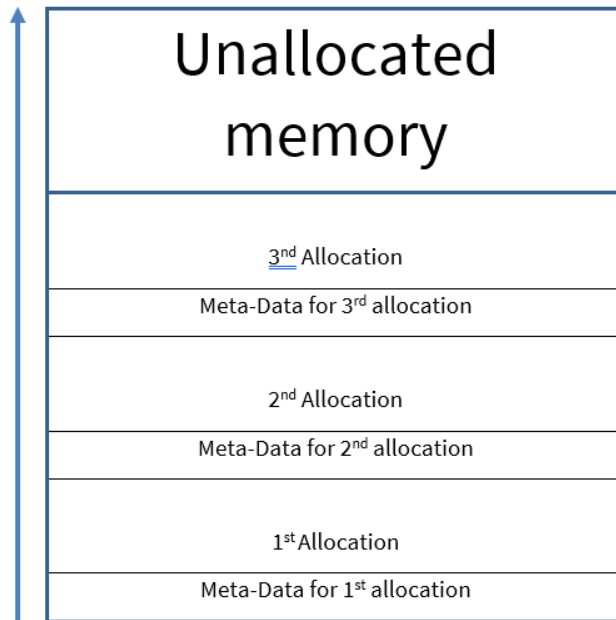 Unallocated
memory
3nd Allocation
Meta-Data for 3rd allocation
2nd Allocation
Meta-Data for 2nd allocation
1st Allocation
Meta-Data for 1st allocation